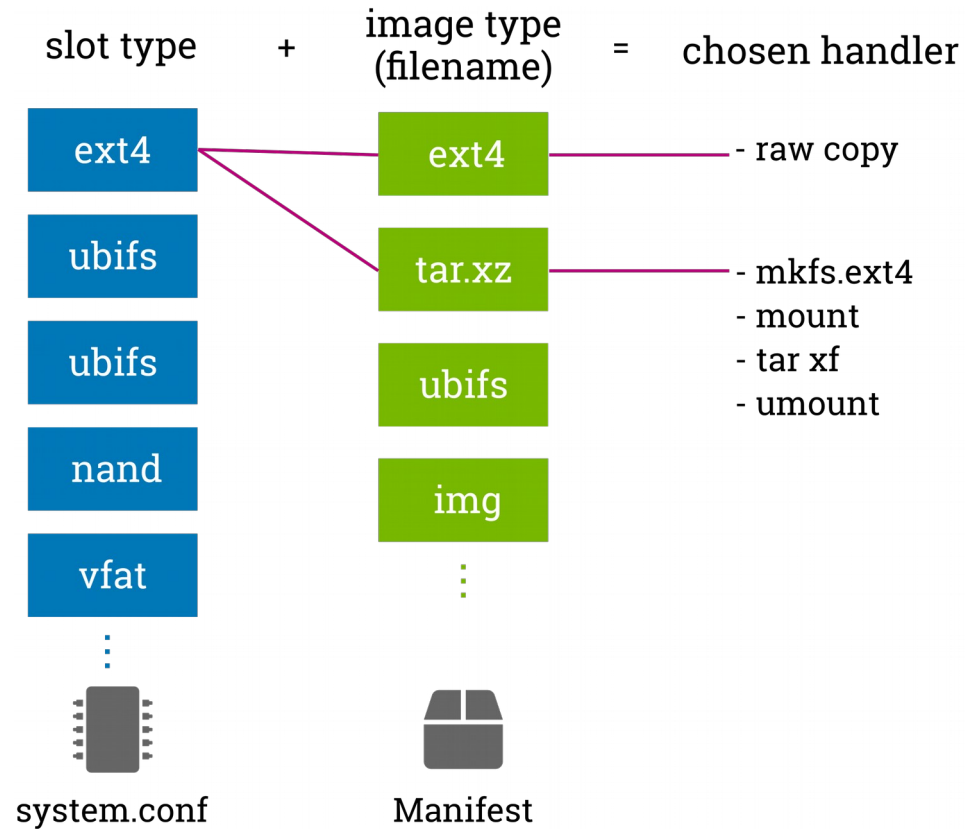 slot type + image type (filename) = chosen handler
ext4
ubifs
ubifs
nand
vfat
system.conf
ext4
tar.xz
ubifs
img
Manifest
- raw copy
- mkfs.ext4
- mount
- tar xf
- umount